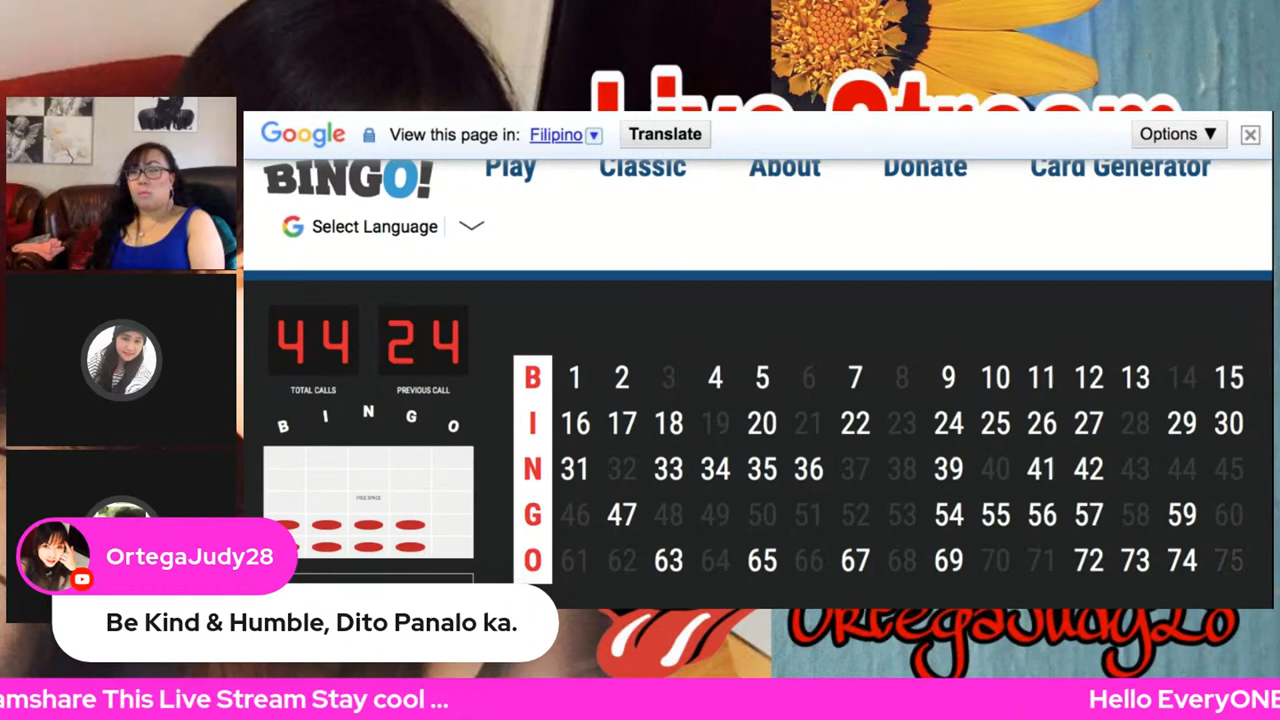 Live Stream
Google View this page in: Filipino ▼ Translate Options ▼
BINGO! Play Classic About Donate Card Generator
Select Language
44 24
TOTAL CALLS PREVIOUS CALL
B I N G O
FREE SPACE
B 1 2 3 4 5 6 7 8 9 10 11 12 13 14 15
I 16 17 18 19 20 21 22 23 24 25 26 27 28 29 30
N 31 32 33 34 35 36 37 38 39 40 41 42 43 44 45
G 46 47 48 49 50 51 52 53 54 55 56 57 58 59 60
O 61 62 63 64 65 66 67 68 69 70 71 72 73 74 75
OrtegaJudy28
Be Kind & Humble, Dito Panalo ka.
OrtegaJudy28
amshare This Live Stream Stay cool ... Hello EveryONE